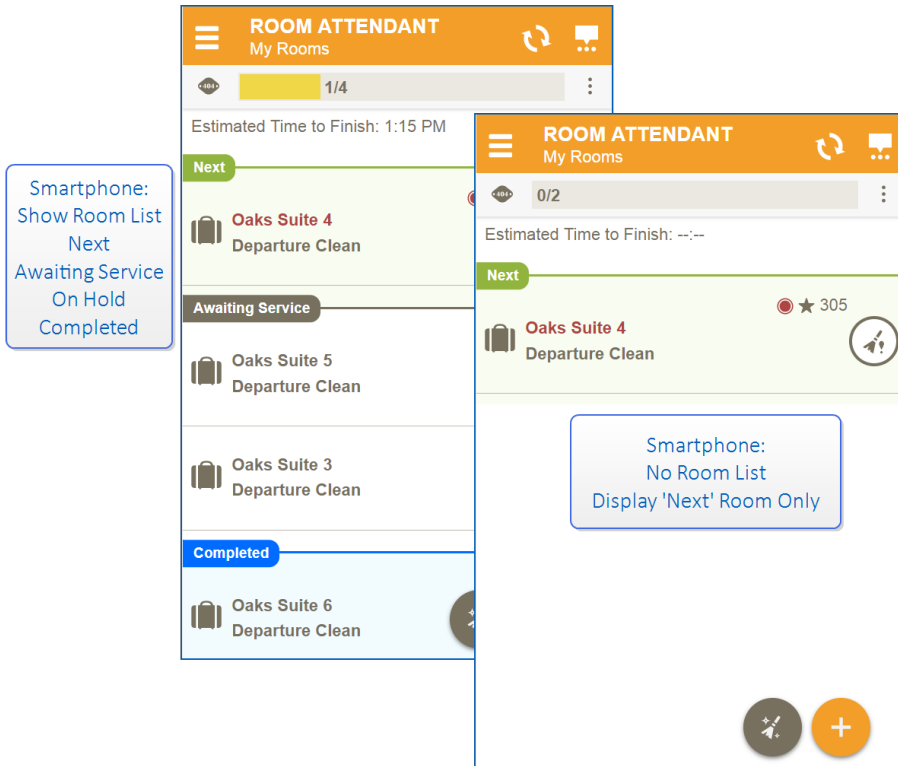 ROOM ATTENDANT
My Rooms
404
1/4
Estimated Time to Finish: 1:15 PM
Next
Oaks Suite 4
Departure Clean
Awaiting Service
Oaks Suite 5
Departure Clean
Oaks Suite 3
Departure Clean
Completed
Oaks Suite 6
Departure Clean
Smartphone:
Show Room List
Next
Awaiting Service
On Hold
Completed
ROOM ATTENDANT
My Rooms
404
0/2
Estimated Time to Finish: --:--
Next
305
Oaks Suite 4
Departure Clean
Smartphone:
No Room List
Display 'Next' Room Only